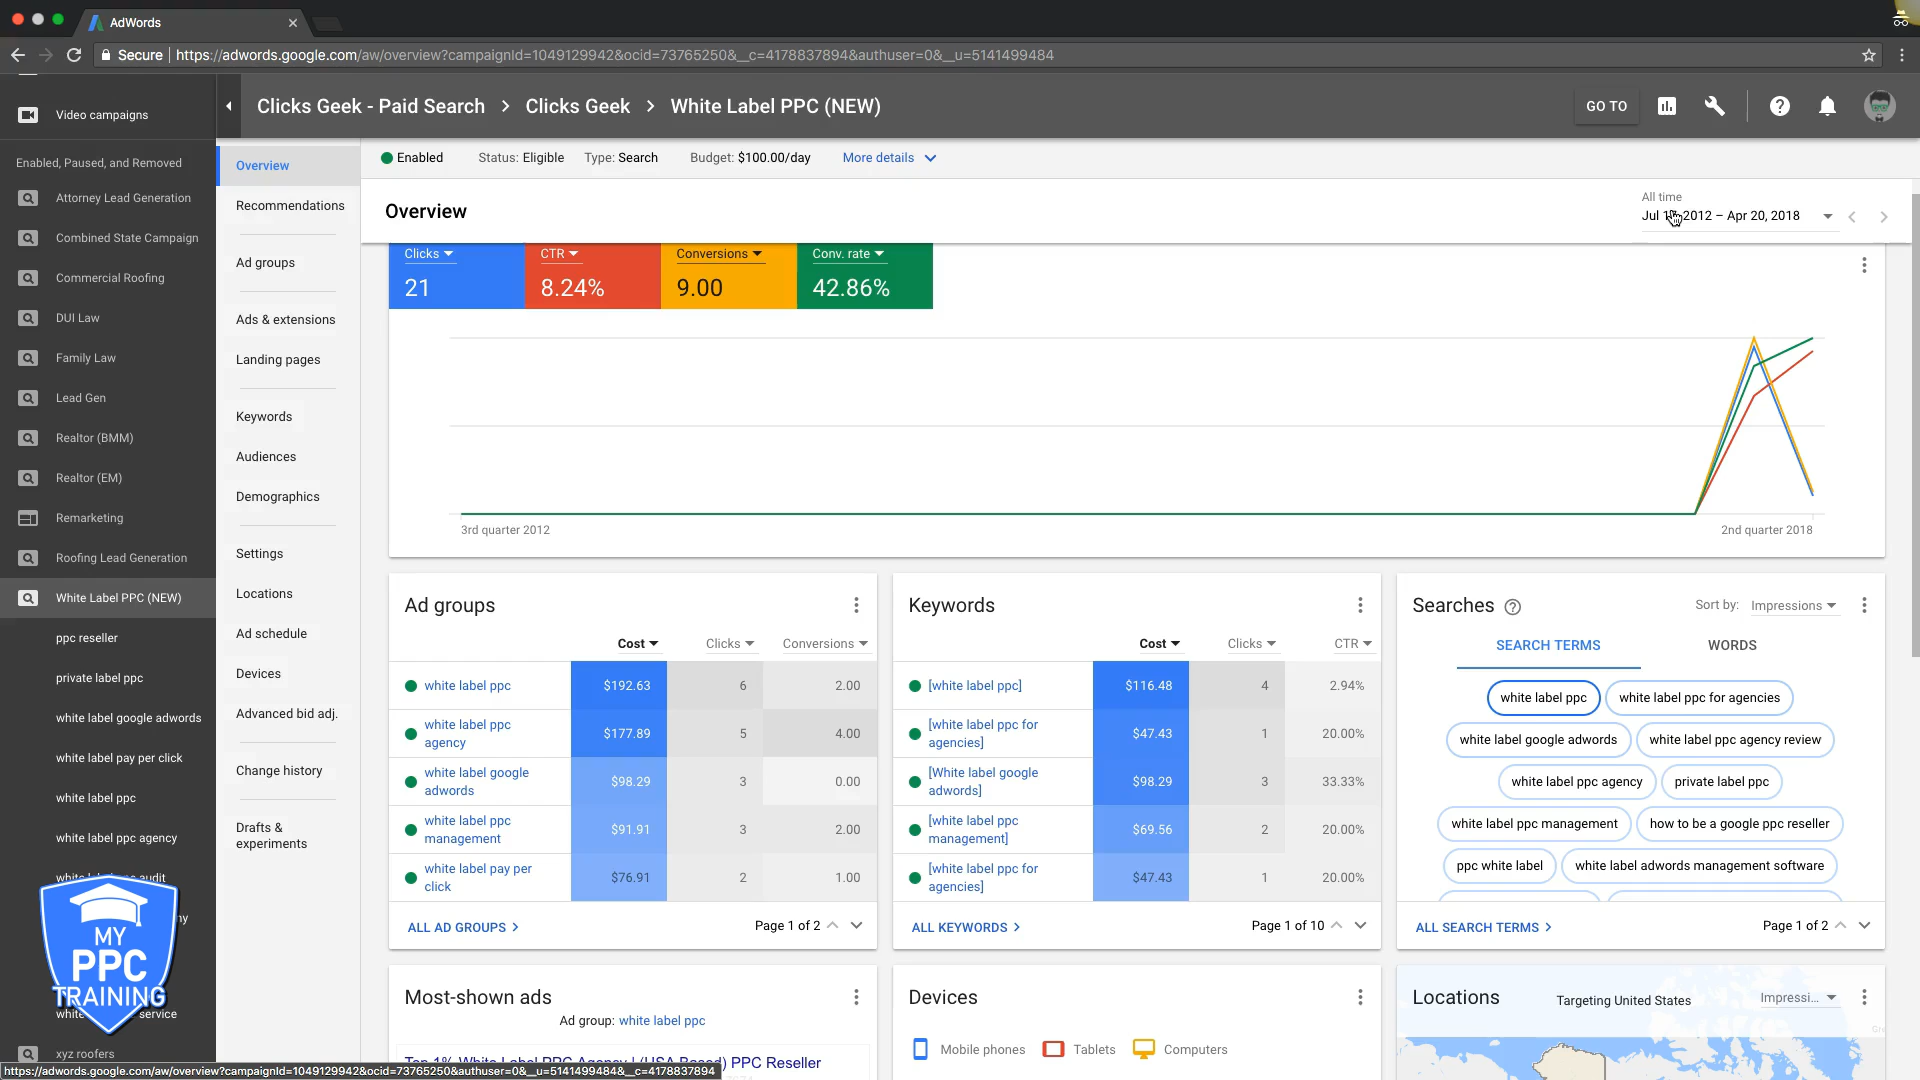 AdWords
Secure
https://adwords.google.com/aw/overview?campaignId=1049129942&ocid=73765250&__c=4178837894&authuser=0&__u=5141499484
Clicks Geek - Paid Search > Clicks Geek > White Label PPC (NEW)
GO TO
Video campaigns
Enabled, Paused, and Removed
Attorney Lead Generation
Combined State Campaign
Commercial Roofing
DUI Law
Family Law
Lead Gen
Realtor (BMM)
Realtor (EM)
Remarketing
Roofing Lead Generation
White Label PPC (NEW)
ppc reseller
private label ppc
white label google adwords
white label pay per click
white label ppc
white label ppc agency
audit
service
xyz roofers
MY
PPC
TRAINING
Overview
Recommendations
Ad groups
Ads & extensions
Landing pages
Keywords
Audiences
Demographics
Settings
Locations
Ad schedule
Devices
Advanced bid adj.
Change history
Drafts &
experiments
Enabled
Status: Eligible
Type: Search
Budget: $100.00/day
More details
Overview
All time
Jul 2012 – Apr 20, 2018
Clicks
21
CTR
8.24%
Conversions
9.00
Conv. rate
42.86%
3rd quarter 2012
2nd quarter 2018
Ad groups
Cost Clicks Conversions
white label ppc $192.63 6 2.00
white label ppc
agency $177.89 5 4.00
white label google
adwords $98.29 3 0.00
white label ppc
management $91.91 3 2.00
white label pay per
click $76.91 2 1.00
ALL AD GROUPS > Page 1 of 2
Keywords
Cost Clicks CTR
[white label ppc] $116.48 4 2.94%
[white label ppc for
agencies] $47.43 1 20.00%
[White label google
adwords] $98.29 3 33.33%
[white label ppc
management] $69.56 2 20.00%
[white label ppc for
agencies] $47.43 1 20.00%
ALL KEYWORDS > Page 1 of 10
Searches ?
Sort by: Impressions
SEARCH TERMS WORDS
white label ppc white label ppc for agencies
white label google adwords white label ppc agency review
white label ppc agency private label ppc
white label ppc management how to be a google ppc reseller
ppc white label white label adwords management software
ALL SEARCH TERMS > Page 1 of 2
Most-shown ads
Ad group: white label ppc
Top 1% White Label PPC Agency | (USA Based) PPC Reseller
Devices
Mobile phones Tablets Computers
Locations Targeting United States Impressi...
https://adwords.google.com/aw/overview?campaignId=1049129942&ocid=73765250&authuser=0&__u=5141499484&__c=4178837894